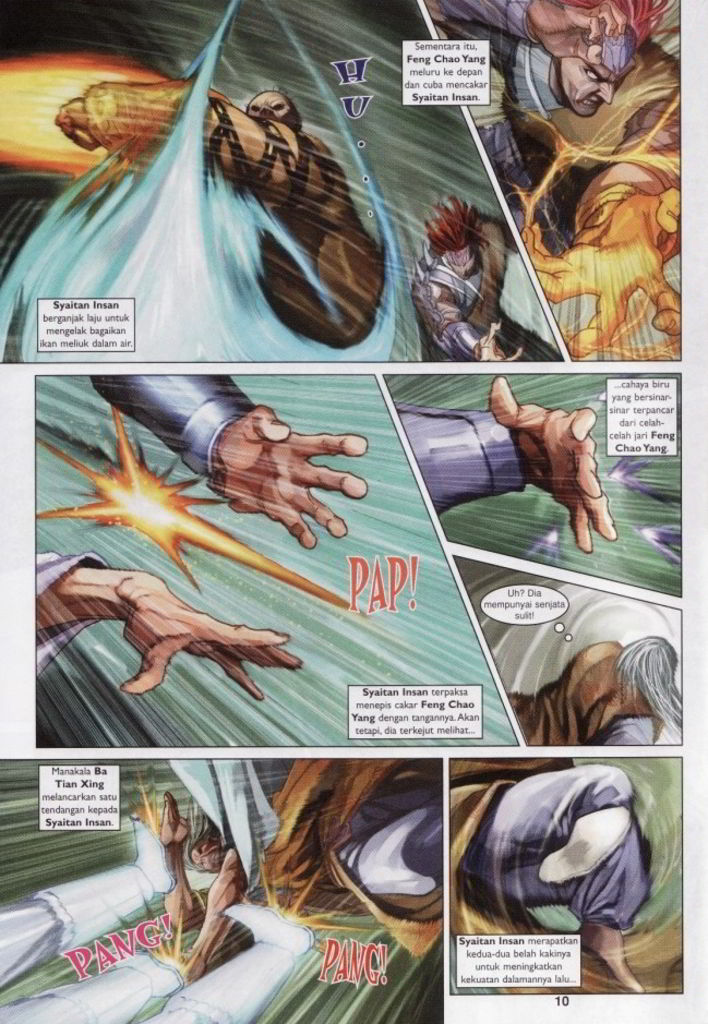 HU...
Sementara itu,
Feng Chao Yang
meluru ke depan
dan cuba mencakar
Syaitan Insan.
Syaitan Insan
berganjak laju untuk
mengelak bagaikan
ikan meliuk dalam air.
PAP!
Syaitan Insan terpaksa
menepis cakar Feng Chao
Yang dengan tangannya. Akan
tetapi, dia terkejut melihat...
...cahaya biru
yang bersinar-
sinar terpancar
dari celah-
celah jari Feng
Chao Yang.
Uh? Dia
mempunyai senjata
sulit!
Manakala Ba
Tian Xing
melancarkan satu
tendangan kepada
Syaitan Insan.
PANG!
PANG!
Syaitan Insan merapatkan
kedua-dua belah kakinya
untuk meningkatkan
kekuatan dalamannya lalu...
10